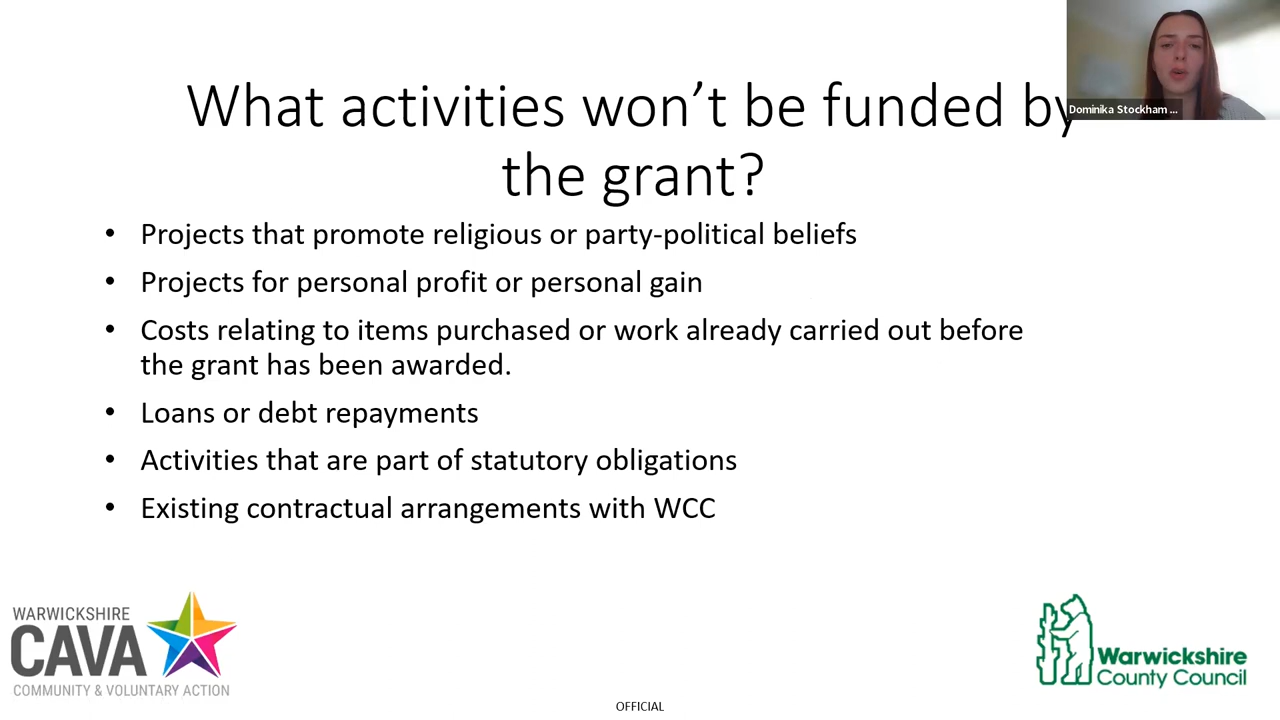 Dominika Stockham ...
What activities won’t be funded by
the grant?
• Projects that promote religious or party-political beliefs
• Projects for personal profit or personal gain
• Costs relating to items purchased or work already carried out before
the grant has been awarded.
• Loans or debt repayments
• Activities that are part of statutory obligations
• Existing contractual arrangements with WCC
WARWICKSHIRE
CAVA
COMMUNITY & VOLUNTARY ACTION
Warwickshire
County Council
OFFICIAL